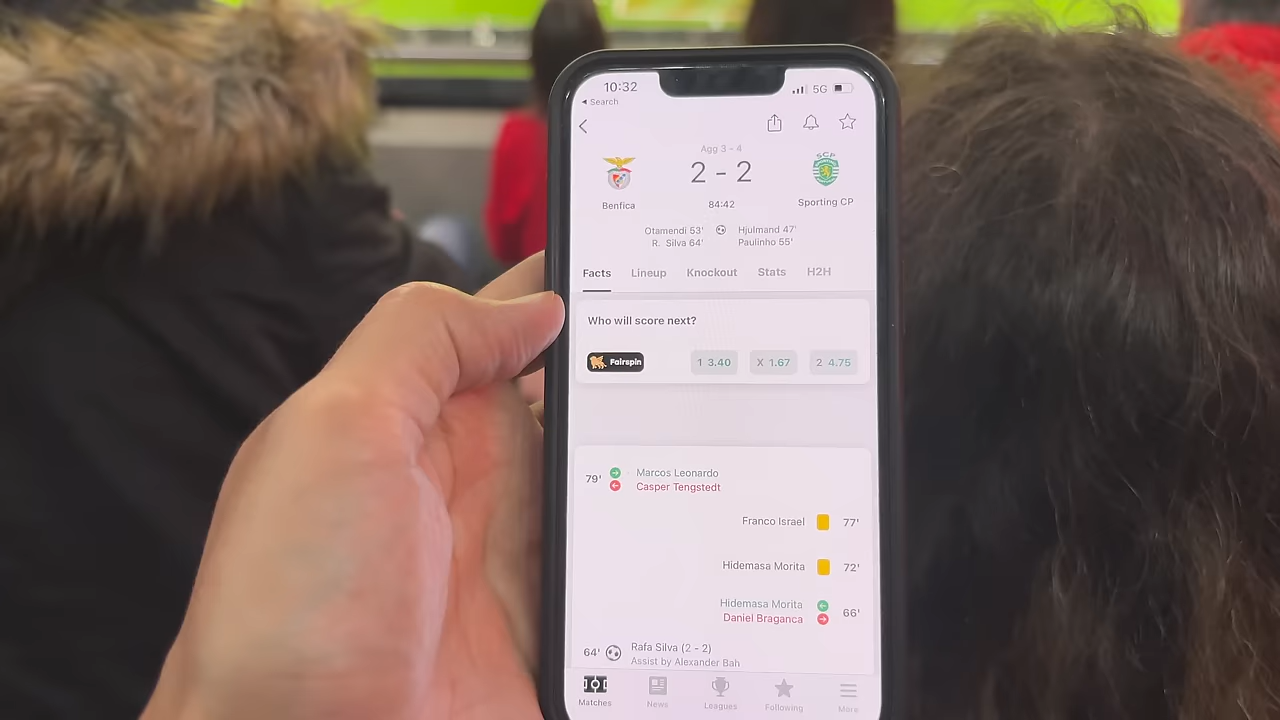 10:32
5G
Search
Agg 3 - 4
2 - 2
SCP
Benfica
84:42
Sporting CP
Otamendi 53'
Hjulmand 47'
R. Silva 64'
Paulinho 55'
Facts Lineup Knockout Stats H2H
Who will score next?
Fairspin
1 3.40
X 1.67
2 4.75
79'
Marcos Leonardo
Casper Tengstedt
Franco Israel 77'
Hidemasa Morita 72'
Hidemasa Morita
Daniel Braganca
66'
64'
Rafa Silva (2 - 2)
Assist by Alexander Bah
Matches News Leagues Following More